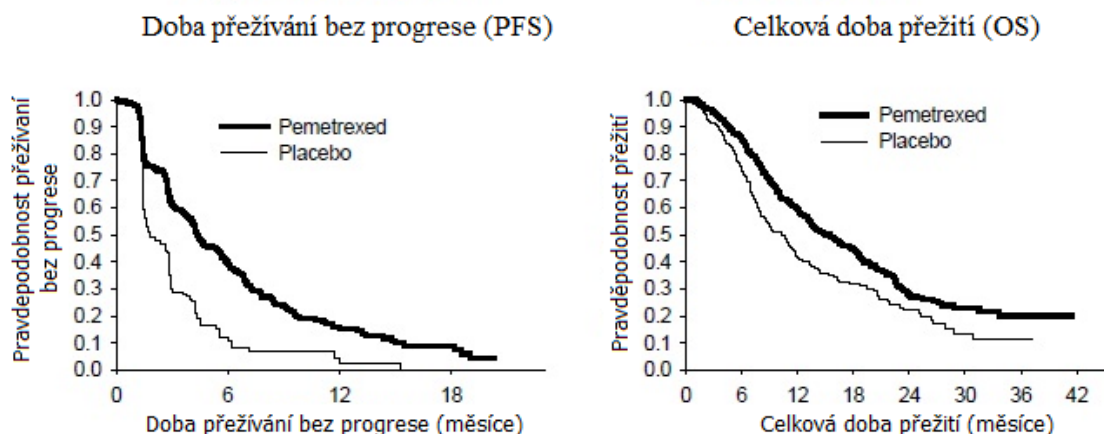 Doba přežívání bez progrese (PFS)
Pravdepodobnost přežívaní
bez progrese
1.0
0.9
0.8
0.7
0.6
0.5
0.4
0.3
0.2
0.1
0.0
Pemetrexed
Placebo
0 6 12 18
Doba přežívání bez progrese (měsíce)
Celková doba přežití (OS)
Pravděpodobnost přežití
1.0
0.9
0.8
0.7
0.6
0.5
0.4
0.3
0.2
0.1
0.0
Pemetrexed
Placebo
0 6 12 18 24 30 36 42
Celková doba přežití (měsíce)